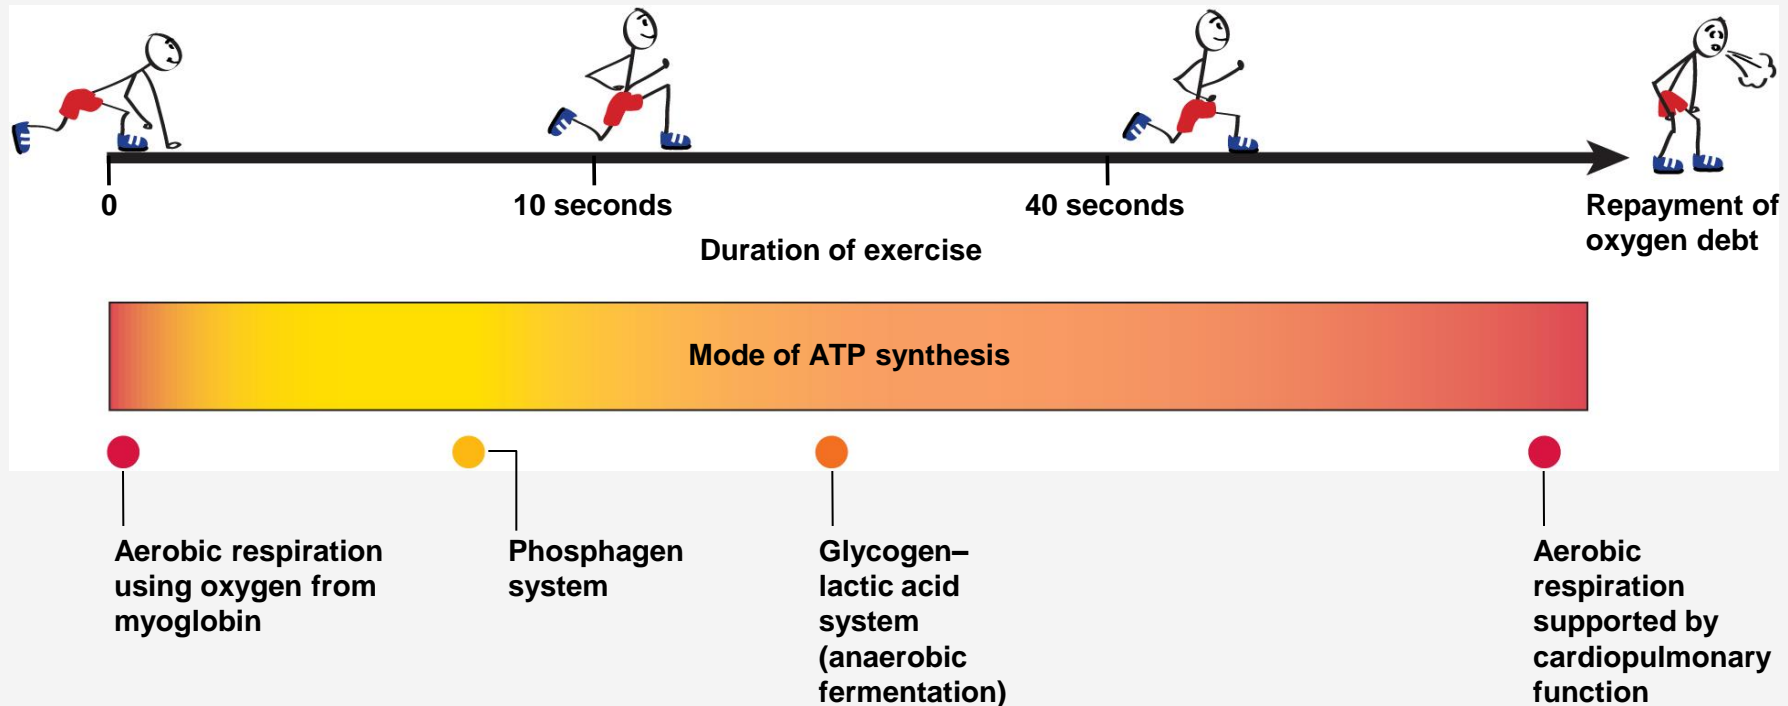 0
10 seconds
40 seconds
Repayment of
oxygen debt
Duration of exercise
Mode of ATP synthesis
Aerobic respiration
using oxygen from
myoglobin
Phosphagen
system
Glycogen–
lactic acid
system
(anaerobic
fermentation)
Aerobic
respiration
supported by
cardiopulmonary
function